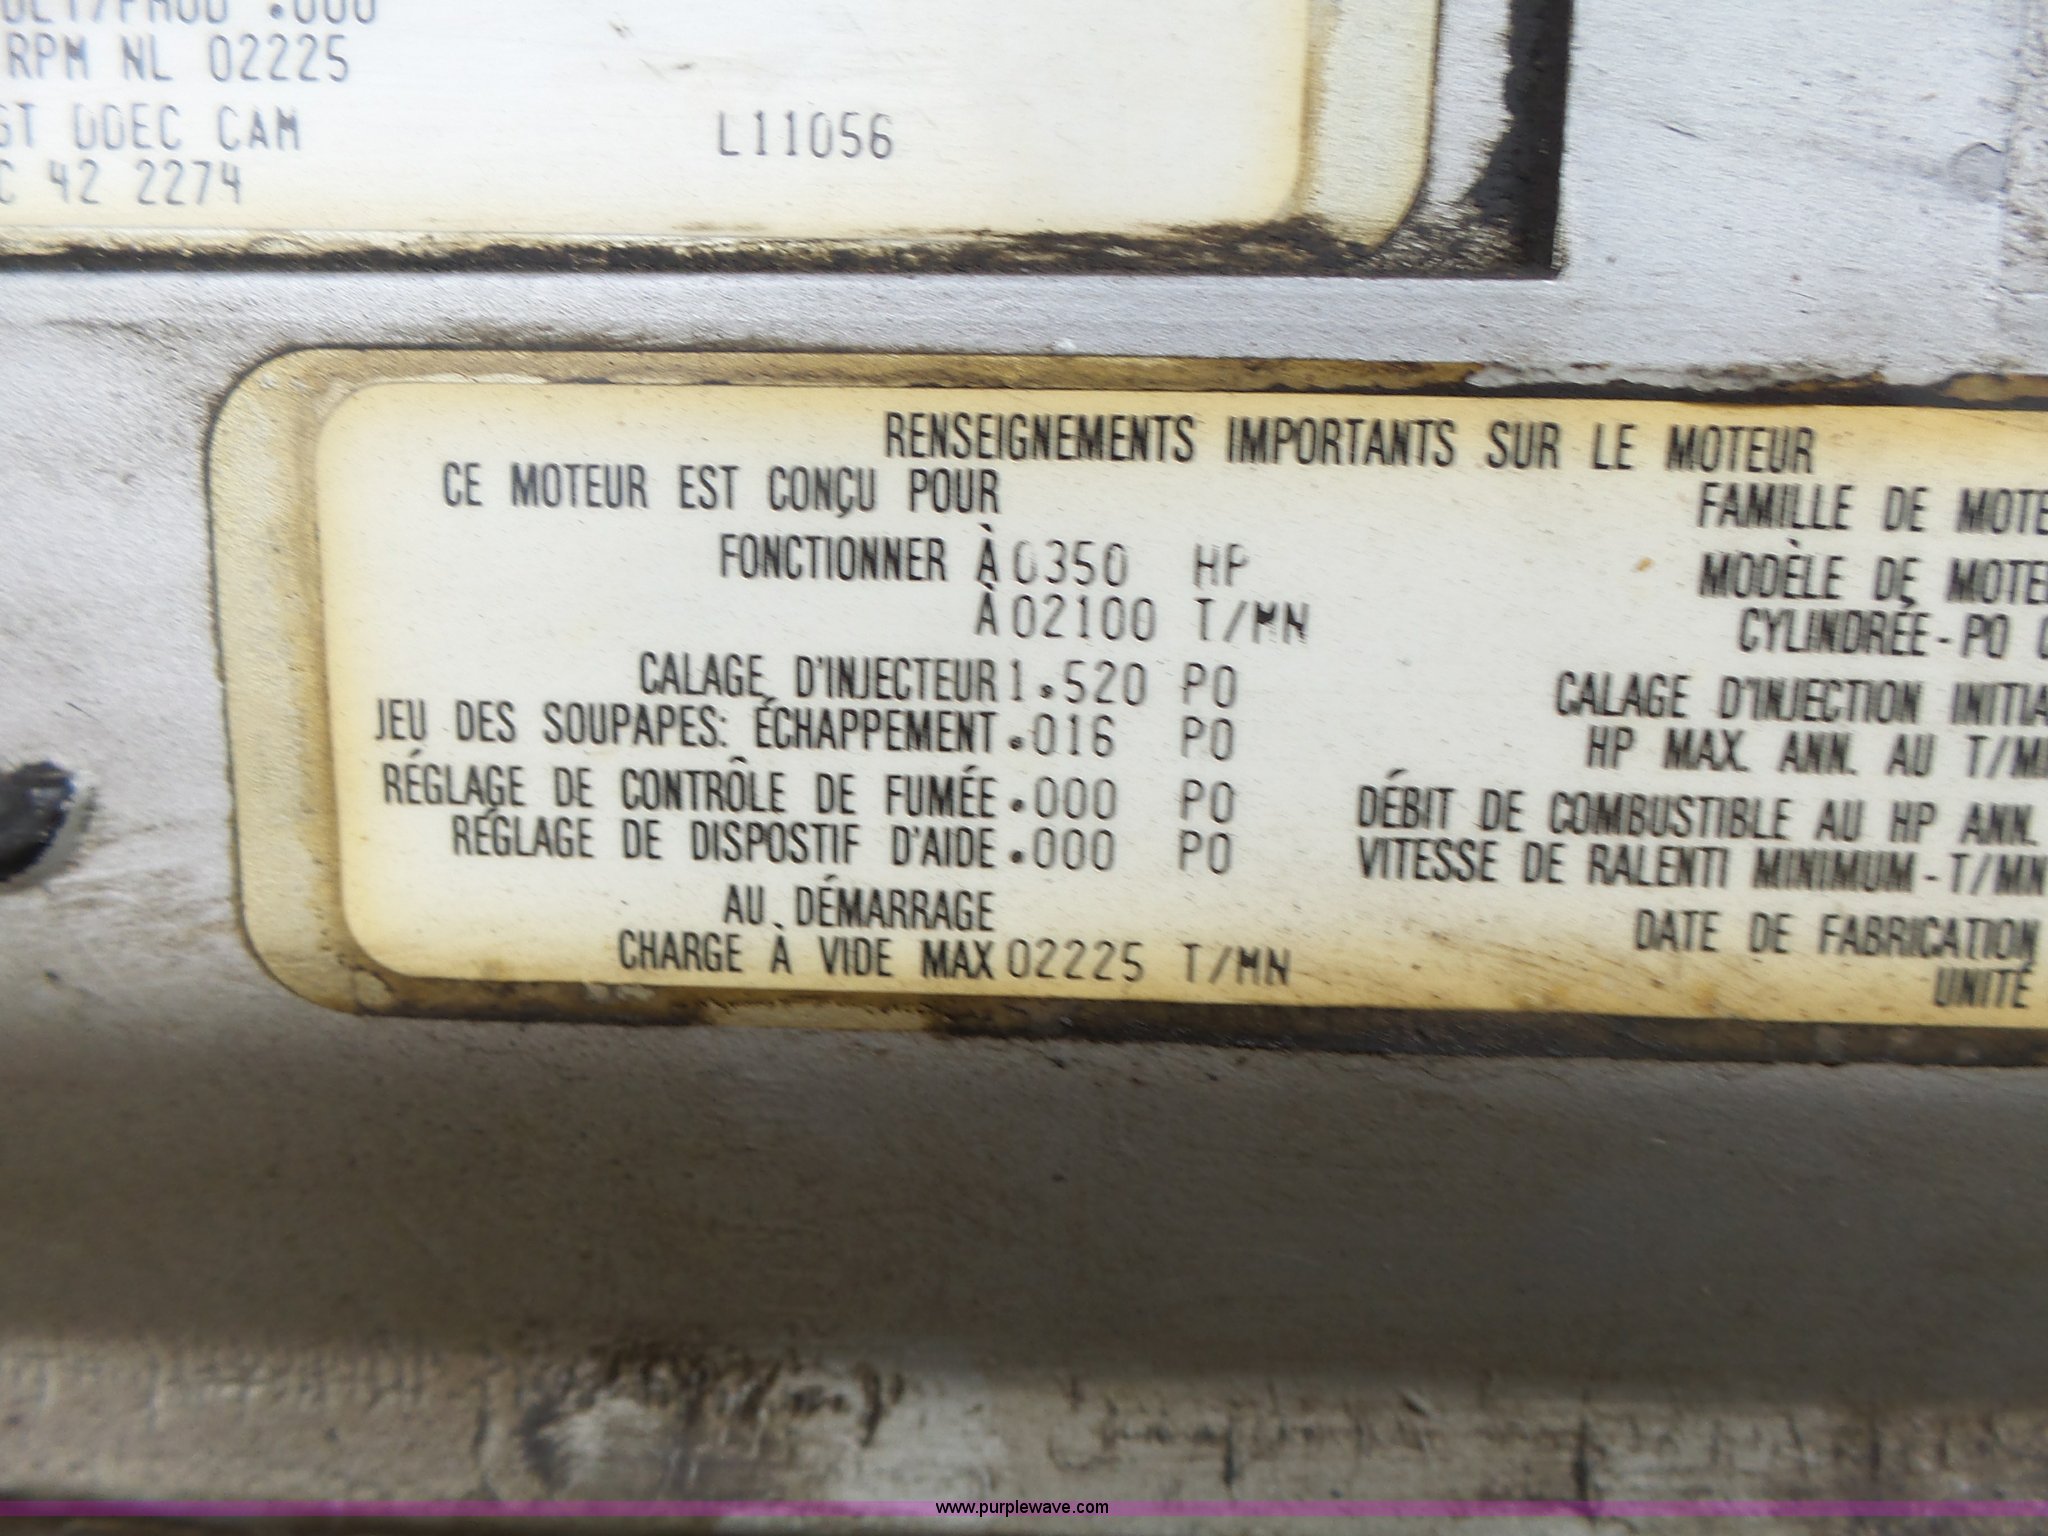 .000
RPM NL 02225
DDEC CAM
L11056
C 42 2274
RENSEIGNEMENTS IMPORTANTS SUR LE MOTEUR
CE MOTEUR EST CONÇU POUR
FONCTIONNER À 0350 HP
À 02100 T/MN
CALAGE D'INJECTEUR 1.520 PO
JEU DES SOUPAPES: ÉCHAPPEMENT .016 PO
RÉGLAGE DE CONTRÔLE DE FUMÉE .000 PO
RÉGLAGE DE DISPOSTIF D'AIDE .000 PO
AU DÉMARRAGE
CHARGE À VIDE MAX 02225 T/MN
FAMILLE DE MOTE
MODÈLE DE MOTE
CYLINDRÉE - PO
CALAGE D'INJECTION INITIA
HP MAX. ANN. AU T/M
DÉBIT DE COMBUSTIBLE AU HP ANN.
VITESSE DE RALENTI MINIMUM - T/MN
DATE DE FABRICATION
UNITÉ
www.purplewave.com